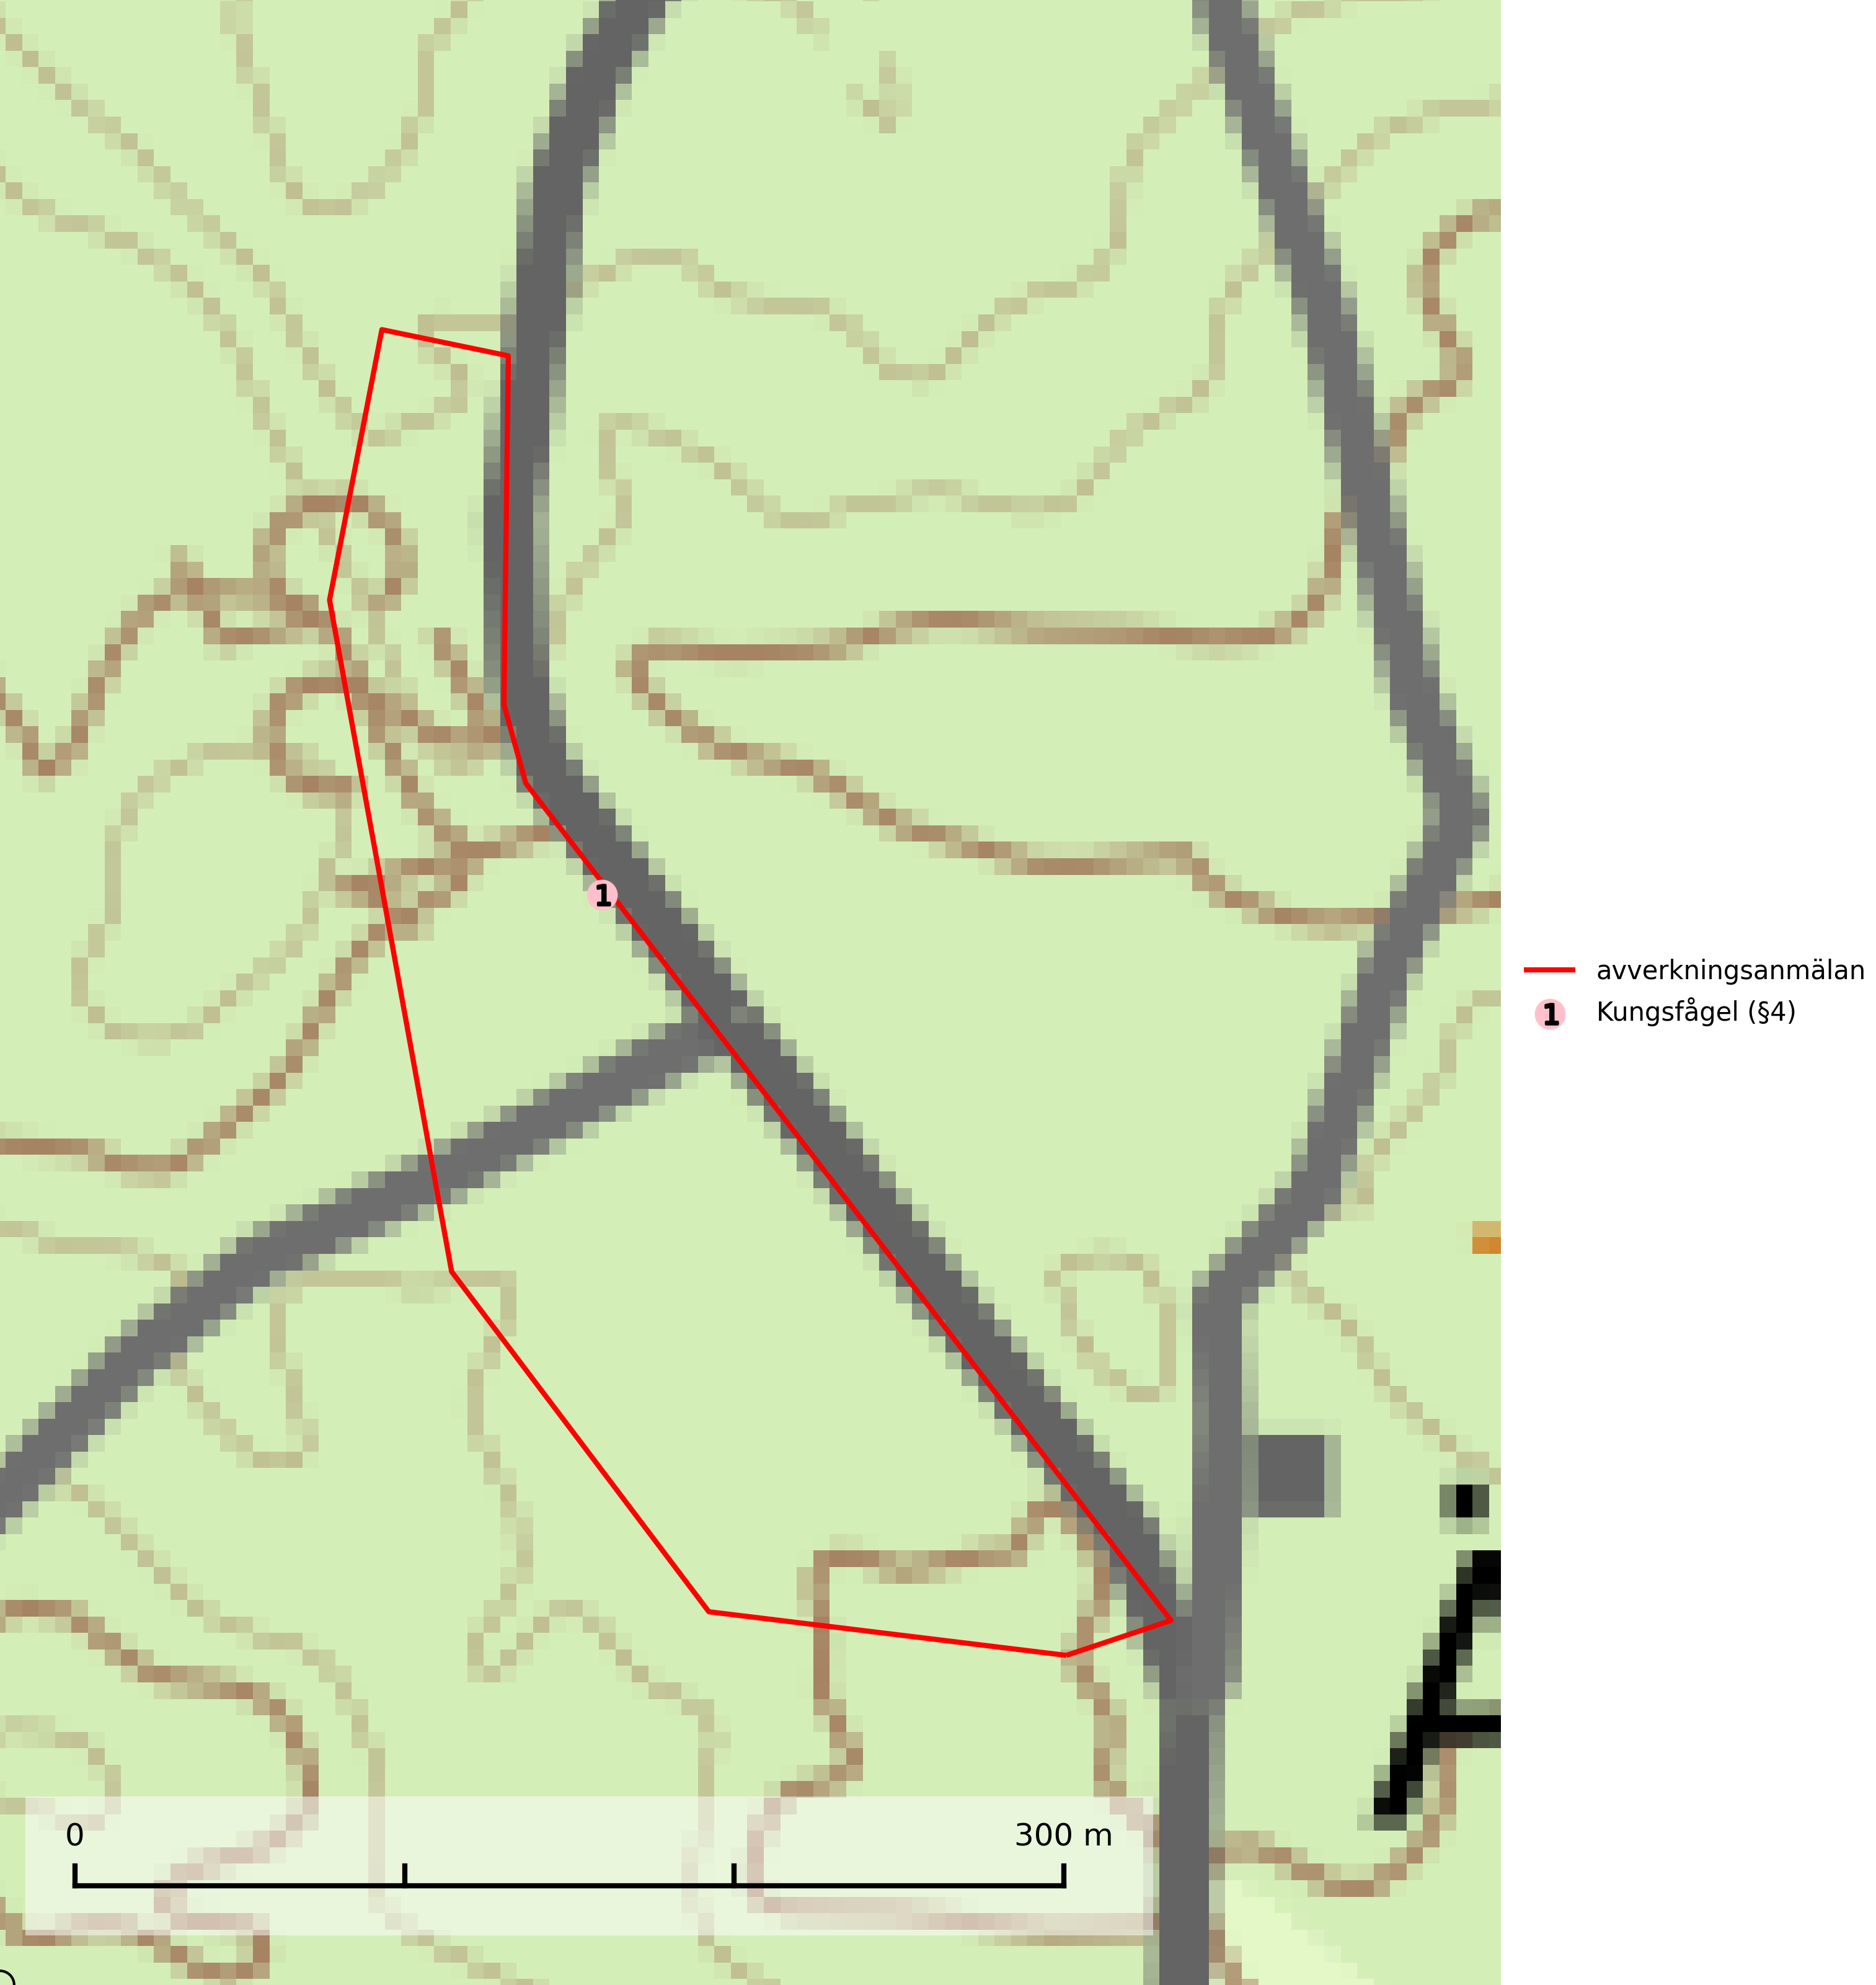 1
avverkningsanmälan
1 Kungsfågel (§4)
0 300 m